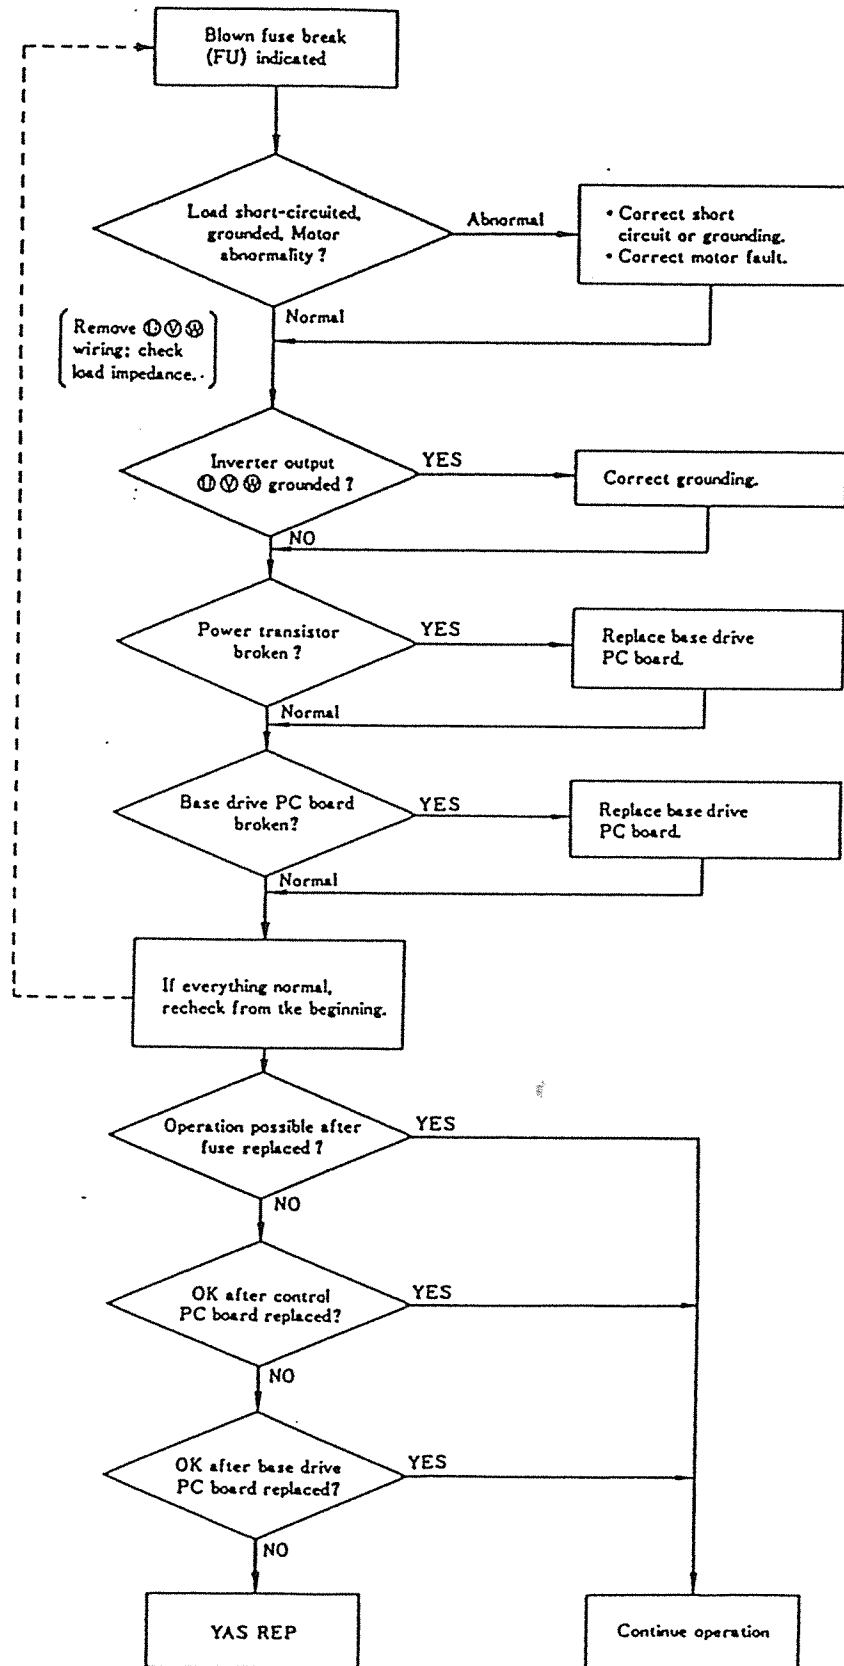 Blown fuse break
(FU) indicated
Load short-circuited,
grounded, Motor
abnormality?
Abnormal
• Correct short
circuit or grounding.
• Correct motor fault.
Normal
Remove Ⓤ Ⓥ Ⓦ
wiring; check
load impedance.
Inverter output
Ⓤ Ⓥ Ⓦ grounded?
YES
Correct grounding.
NO
Power transistor
broken?
YES
Replace base drive
PC board.
Normal
Base drive PC board
broken?
YES
Replace base drive
PC board.
Normal
If everything normal,
recheck from the beginning.
Operation possible after
fuse replaced?
YES
NO
OK after control
PC board replaced?
YES
NO
OK after base drive
PC board replaced?
YES
NO
YAS REP
Continue operation